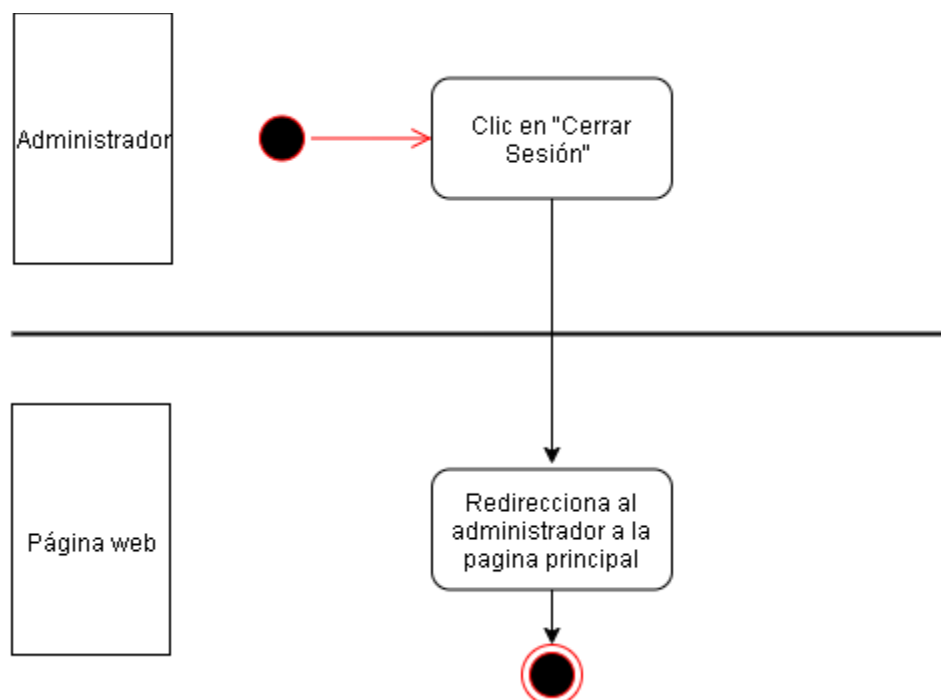 Administrador
Clic en "Cerrar
Sesión"
Página web
Redirecciona al
administrador a la
pagina principal